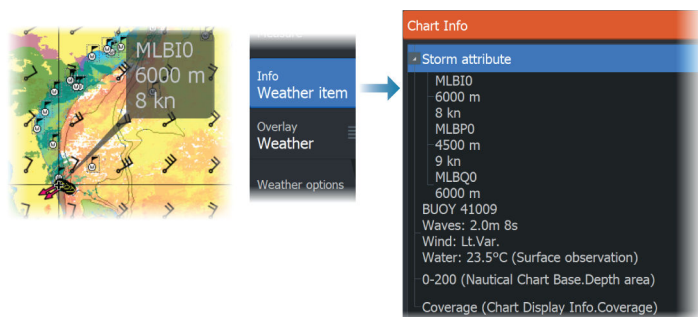 MLBI0
6000 m
8 kn
Info
Weather item
Overlay
Weather
Weather options
Chart Info
Storm attribute
MLBI0
6000 m
8 kn
MLBP0
4500 m
9 kn
MLBQ0
6000 m
BUOY 41009
Waves: 2.0m 8s
Wind: Lt.Var.
Water: 23.5°C (Surface observation)
0-200 (Nautical Chart Base.Depth area)
Coverage (Chart Display Info.Coverage)